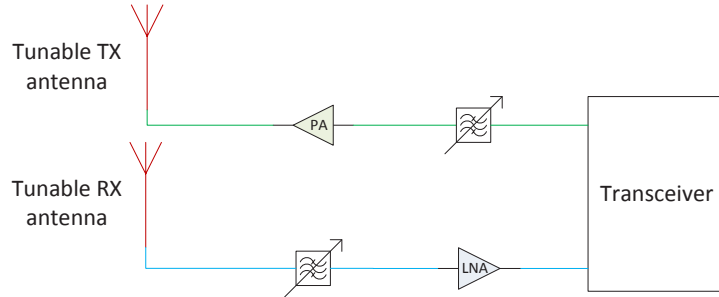 Tunable TX
antenna
PA
Tunable RX
antenna
Transceiver
LNA